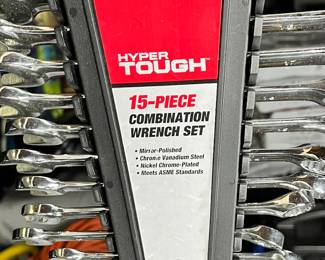 HYPER
TOUGH
15-PIECE
COMBINATION
WRENCH SET
• Mirror-Polished
• Chrome Vanadium Steel
• Nickel Chrome-Plated
• Meets ASME Standards